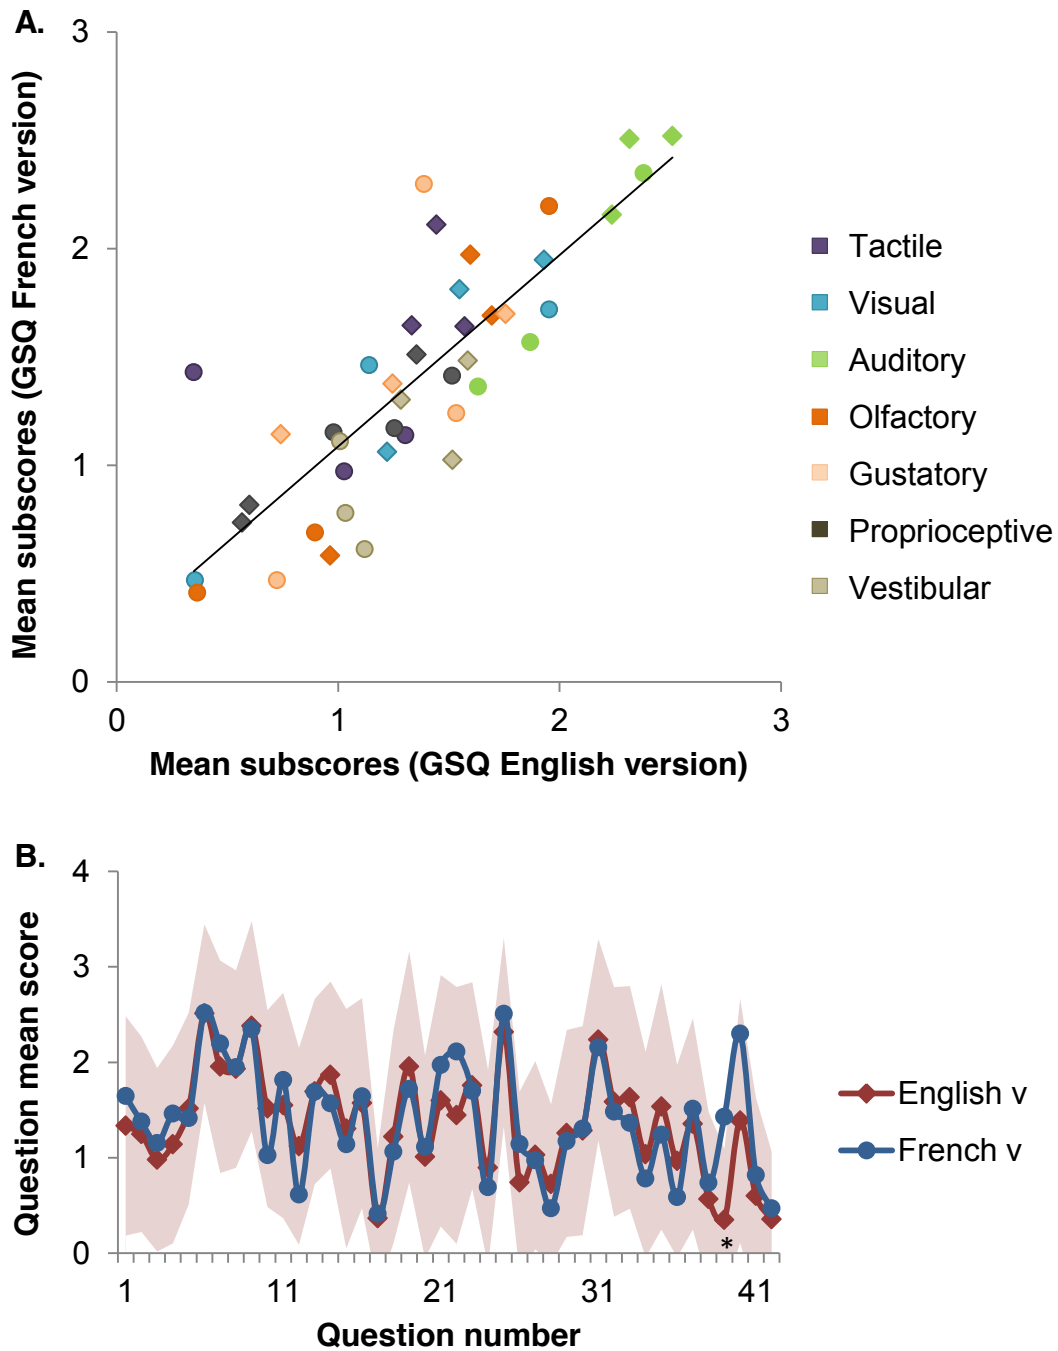 A.
3
2
1
0
0 1 2 3
Mean subscores (GSQ French version)
Mean subscores (GSQ English version)
Tactile
Visual
Auditory
Olfactory
Gustatory
Proprioceptive
Vestibular
B.
4
3
2
1
0
*
1 11 21 31 41
Question mean score
Question number
English v
French v